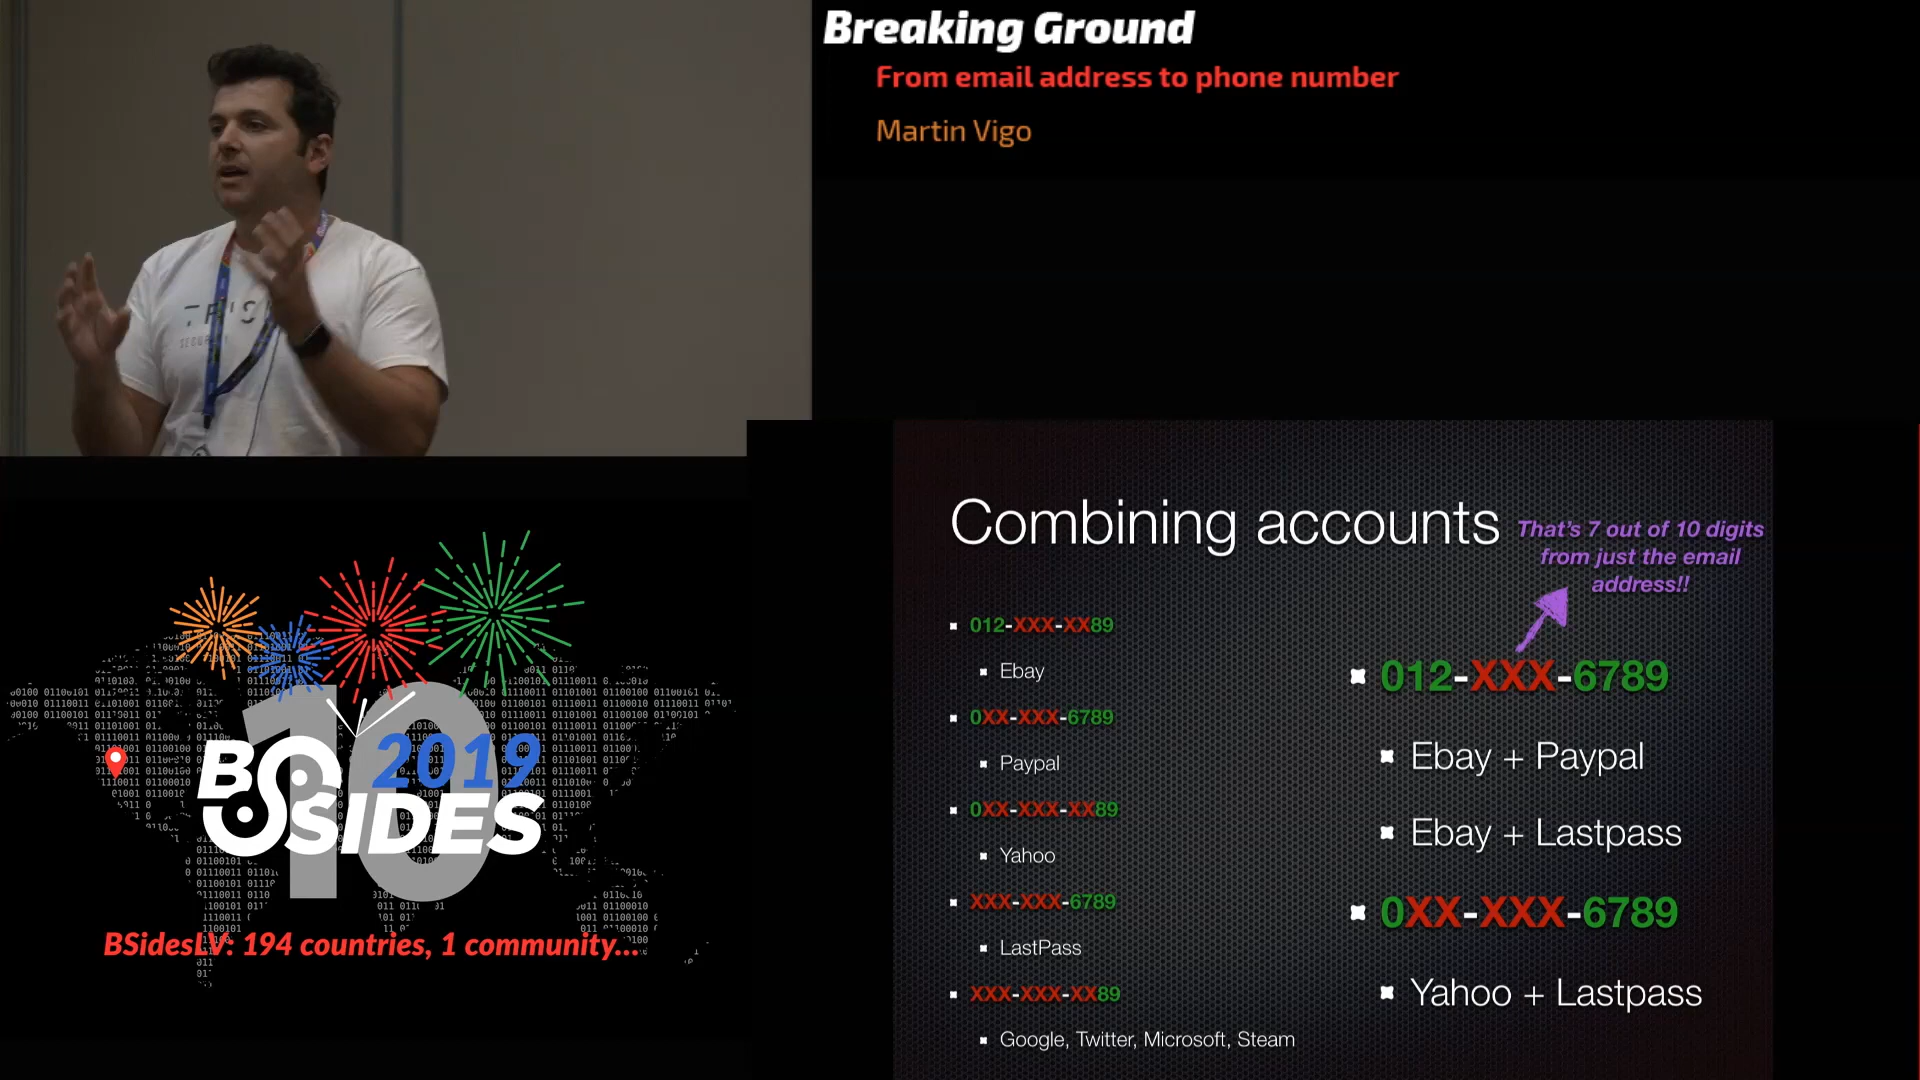 Breaking Ground
From email address to phone number
Martin Vigo
SECURITY
Combining accounts
That's 7 out of 10 digits
from just the email
address!!
012-XXX-XX89
Ebay
0XX-XXX-6789
Paypal
0XX-XXX-XX89
Yahoo
XXX-XXX-6789
LastPass
XXX-XXX-XX89
Google, Twitter, Microsoft, Steam
012-XXX-6789
Ebay + Paypal
Ebay + Lastpass
0XX-XXX-6789
Yahoo + Lastpass
10
2019
BSIDES
BSidesLV: 194 countries, 1 community...